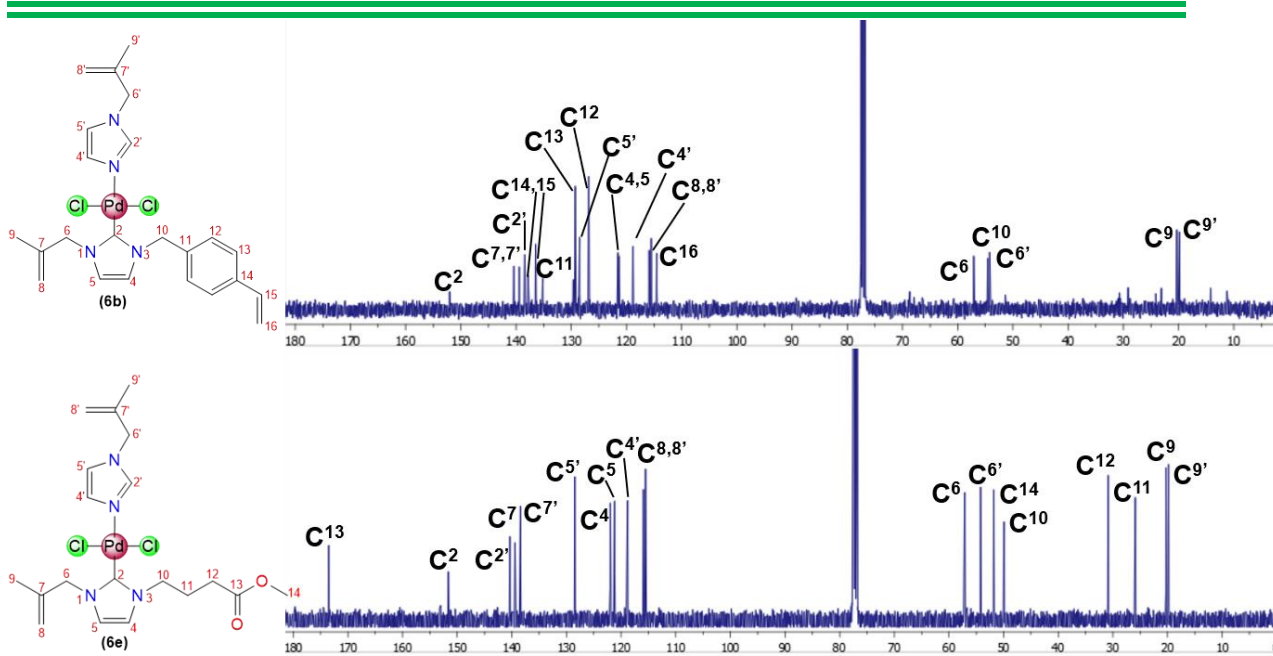 9'
8'
7'
6'
N
5'
2'
4'
N
Cl Pd Cl
9
6
2
10
12
7
N
N
11
13
1
3
8
5
4
14
15
(6b)
16
C2
C7,7'
C2'
C14,15
C11
C13
C12
C5'
C4,5
C4'
C8,8'
C16
C6
C10
C6'
C9
C9'
180 170 160 150 140 130 120 110 100 90 80 70 60 50 40 30 20 10
9'
8'
7'
6'
N
5'
2'
4'
N
Cl Pd Cl
9
6
2
10
12
O
7
N
N
11
13
14
1
3
8
5
4
O
(6e)
C13
C2
C7
C2'
C7'
C5'
C4
C5
C4'
C8,8'
C6
C6'
C14
C10
C12
C11
C9
C9'
180 170 160 150 140 130 120 110 100 90 80 70 60 50 40 30 20 10